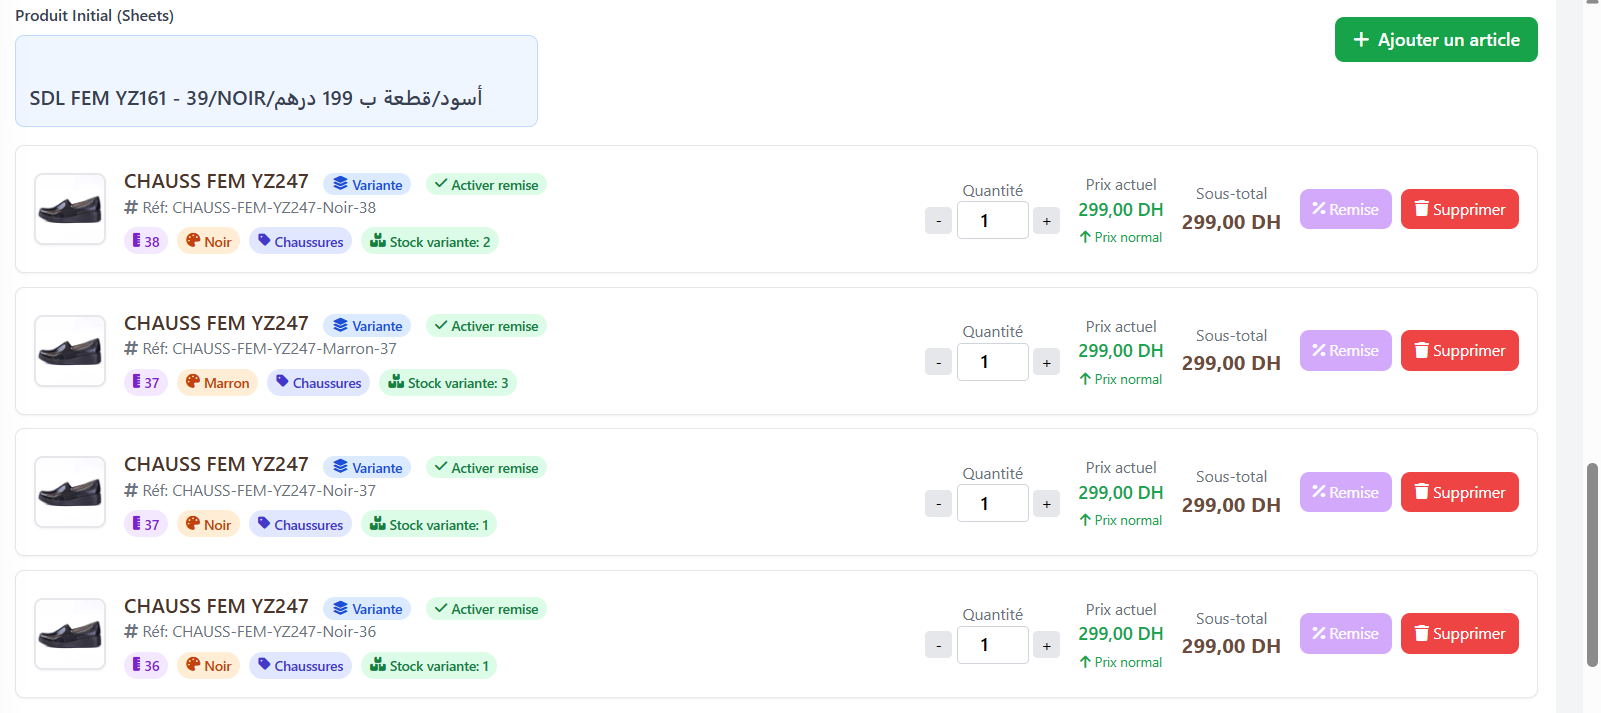 Produit Initial (Sheets)
+ Ajouter un article
SDL FEM YZ161 - 39/NOIR/أسود/قطعة ب 199 درهم
CHAUSS FEM YZ247 Variante Activer remise
# Réf: CHAUSS-FEM-YZ247-Noir-38
38 Noir Chaussures Stock variante: 2
Quantité
- 1 +
Prix actuel
299,00 DH
Prix normal
Sous-total
299,00 DH
Remise
Supprimer
CHAUSS FEM YZ247 Variante Activer remise
# Réf: CHAUSS-FEM-YZ247-Marron-37
37 Marron Chaussures Stock variante: 3
Quantité
- 1 +
Prix actuel
299,00 DH
Prix normal
Sous-total
299,00 DH
Remise
Supprimer
CHAUSS FEM YZ247 Variante Activer remise
# Réf: CHAUSS-FEM-YZ247-Noir-37
37 Noir Chaussures Stock variante: 1
Quantité
- 1 +
Prix actuel
299,00 DH
Prix normal
Sous-total
299,00 DH
Remise
Supprimer
CHAUSS FEM YZ247 Variante Activer remise
# Réf: CHAUSS-FEM-YZ247-Noir-36
36 Noir Chaussures Stock variante: 1
Quantité
- 1 +
Prix actuel
299,00 DH
Prix normal
Sous-total
299,00 DH
Remise
Supprimer